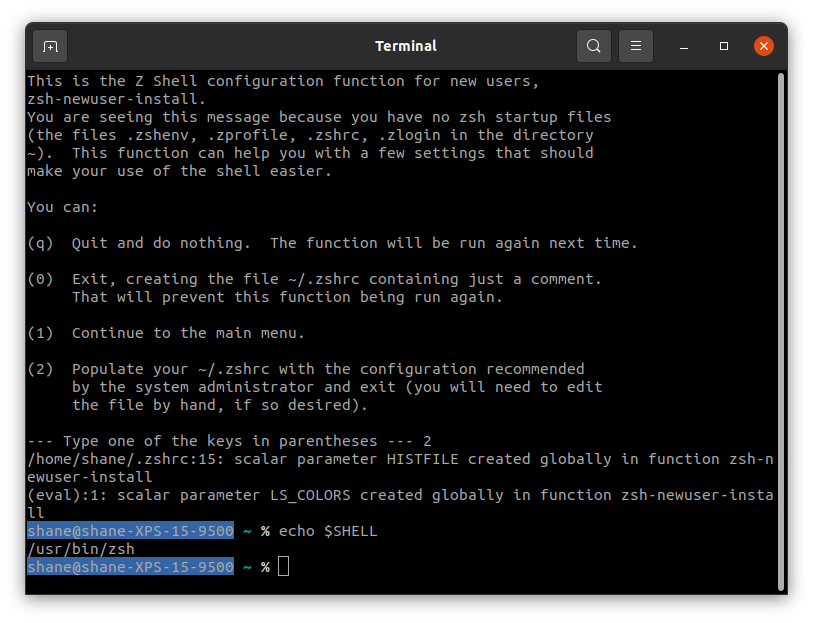 Terminal
This is the Z Shell configuration function for new users,
zsh-newuser-install.
You are seeing this message because you have no zsh startup files
(the files .zshenv, .zprofile, .zshrc, .zlogin in the directory
~).  This function can help you with a few settings that should
make your use of the shell easier.
You can:
(q)  Quit and do nothing.  The function will be run again next time.
(0)  Exit, creating the file ~/.zshrc containing just a comment.
     That will prevent this function being run again.
(1)  Continue to the main menu.
(2)  Populate your ~/.zshrc with the configuration recommended
     by the system administrator and exit (you will need to edit
     the file by hand, if so desired).
--- Type one of the keys in parentheses --- 2
/home/shane/.zshrc:15: scalar parameter HISTFILE created globally in function zsh-n
ewuser-install
(eval):1: scalar parameter LS_COLORS created globally in function zsh-newuser-insta
ll
shane@shane-XPS-15-9500 ~ % echo $SHELL
/usr/bin/zsh
shane@shane-XPS-15-9500 ~ %